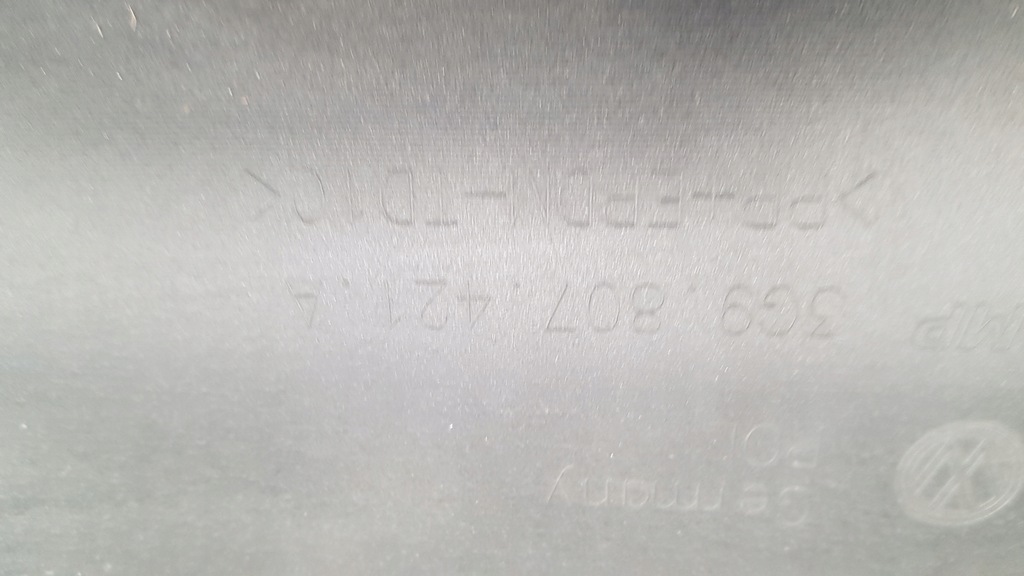 Germany
3G9.807.421.A
>PP-EPDM-TD10<